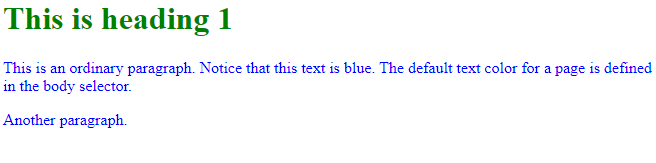 This is heading 1
This is an ordinary paragraph. Notice that this text is blue. The default text color for a page is defined
in the body selector.
Another paragraph.